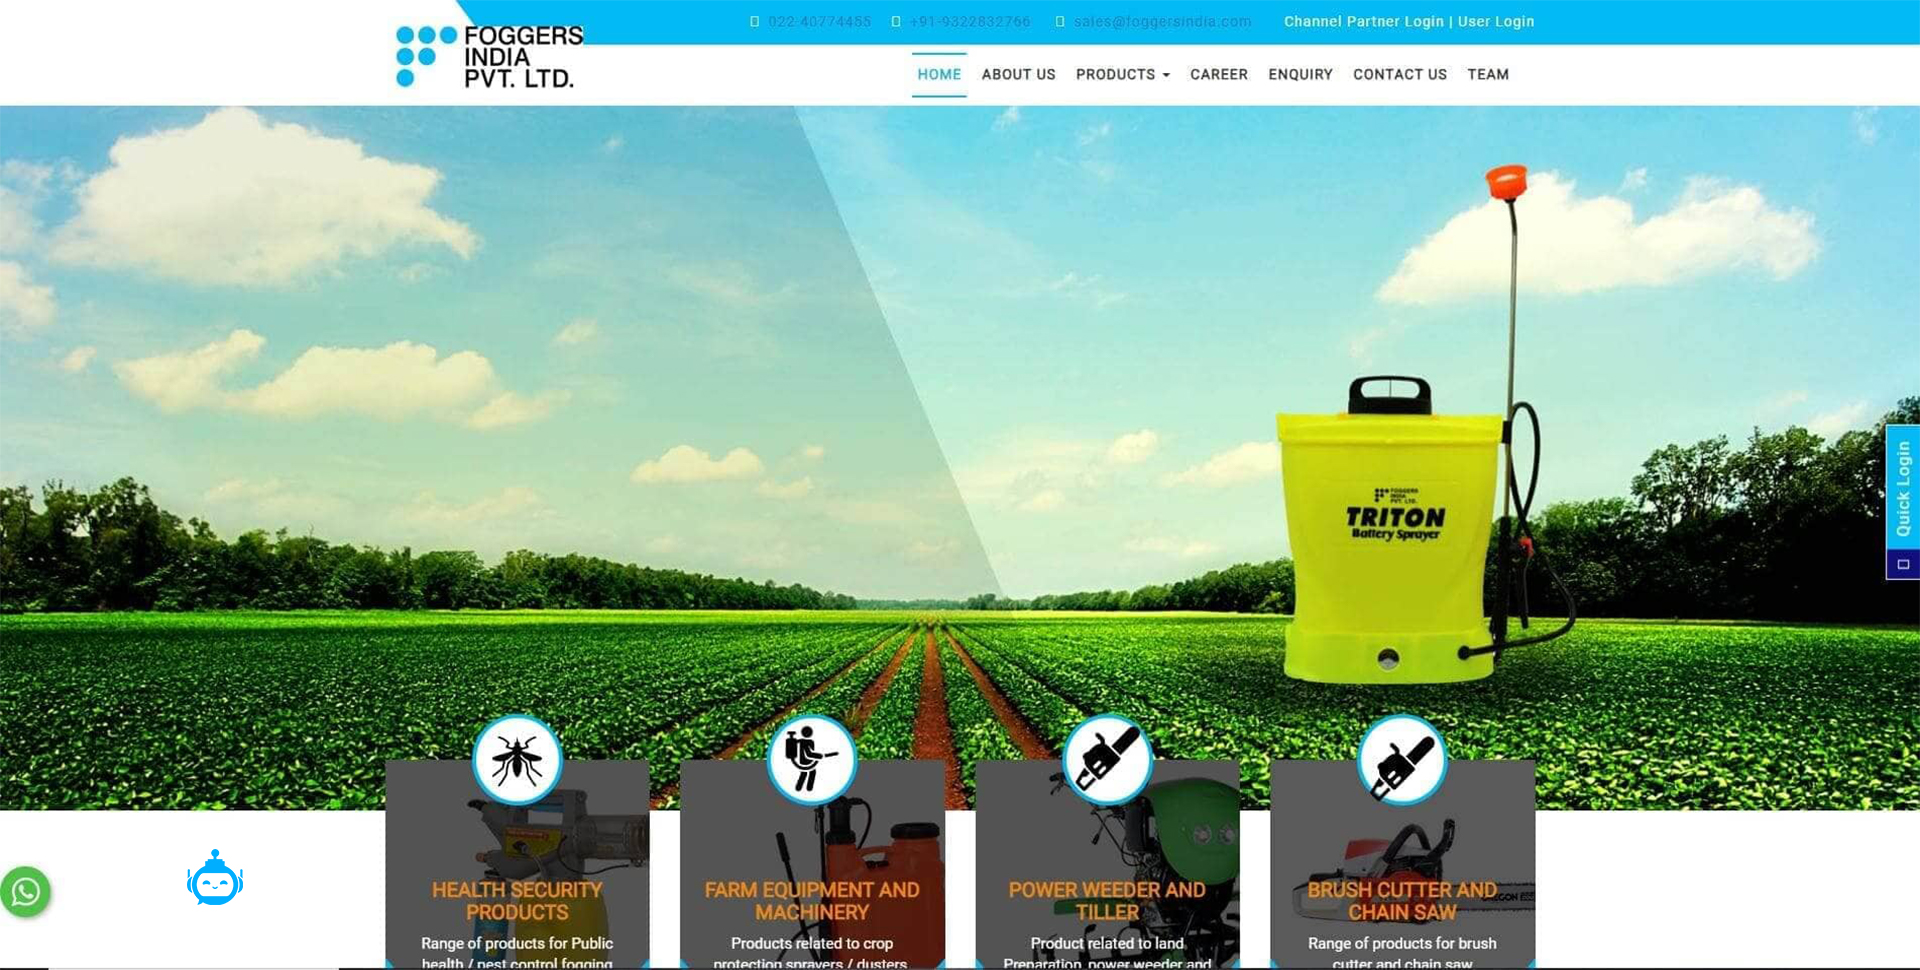 022-40774455 +91-9322832766 sales@foggersindia.com Channel Partner Login | User Login
FOGGERS
INDIA
PVT. LTD.
HOME ABOUT US PRODUCTS CAREER ENQUIRY CONTACT US TEAM
FOGGERS
INDIA
PVT. LTD.
TRITON
Battery Sprayer
Quick Login
HEALTH SECURITY
PRODUCTS
Range of products for Public
health / pest control fogging
FARM EQUIPMENT AND
MACHINERY
Products related to crop
protection sprayers / dusters
POWER WEEDER AND
TILLER
Product related to land
Preparation, power weeder and
BRUSH CUTTER AND
CHAIN SAW
Range of products for brush
cutter and chain saw